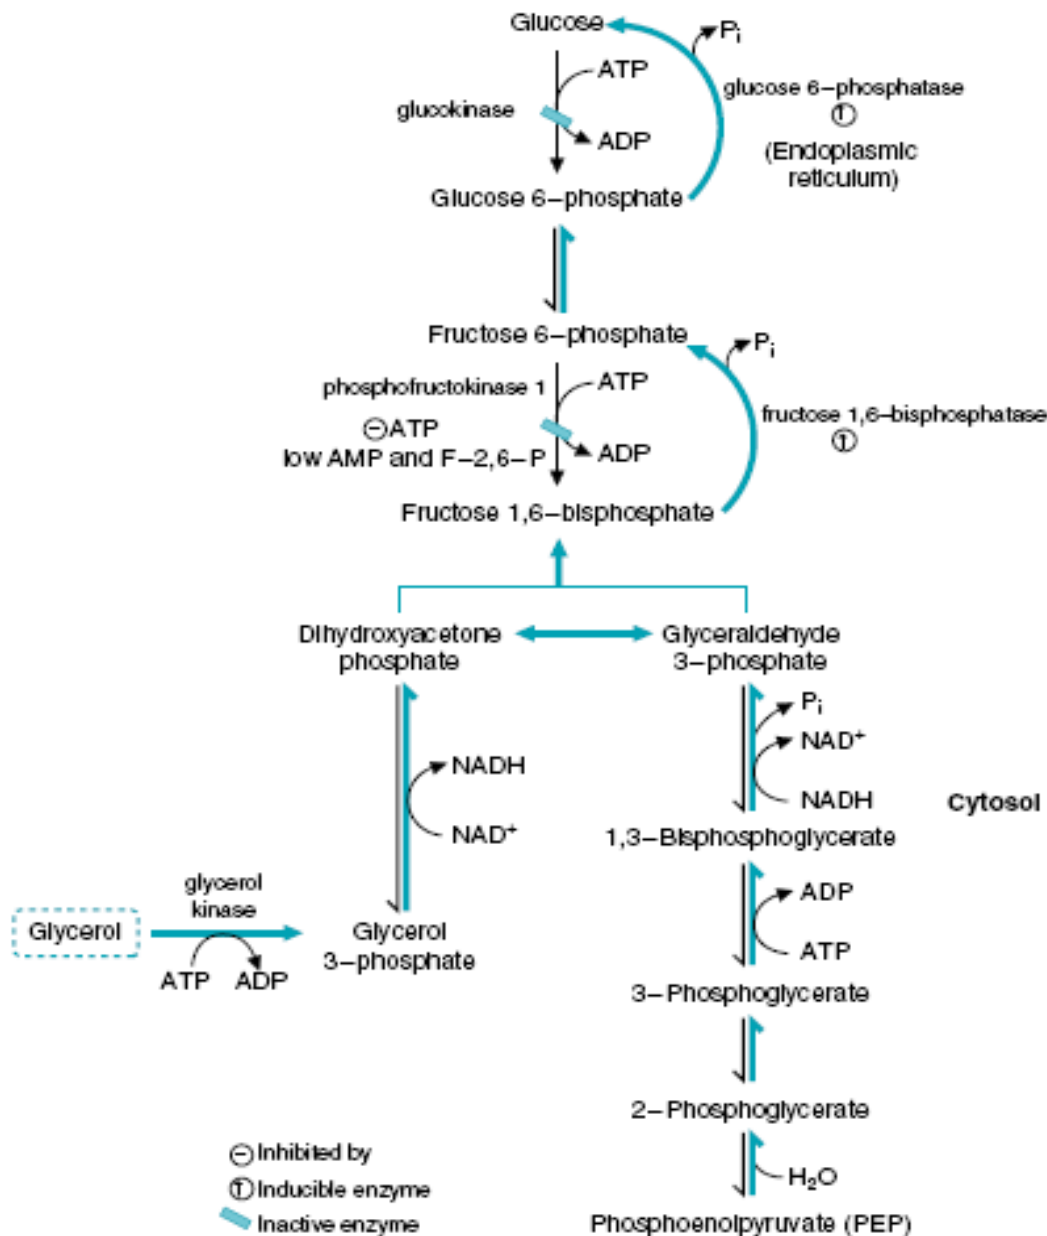 Glucose
Pi
ATP
glucose 6-phosphatase
glucokinase
↑
ADP
(Endoplasmic
reticulum)
Glucose 6-phosphate
Fructose 6-phosphate
Pi
phosphofructokinase 1
ATP
fructose 1,6-bisphosphatase
− ATP
↑
low AMP and F-2,6-P
ADP
Fructose 1,6-bisphosphate
Dihydroxyacetone
phosphate
Glyceraldehyde
3-phosphate
Pi
NADH
NAD+
NAD+
NADH
Cytosol
1,3-Bisphosphoglycerate
glycerol
kinase
ADP
Glycerol
Glycerol
3-phosphate
ATP
ATP
ADP
3-Phosphoglycerate
2-Phosphoglycerate
− Inhibited by
H2O
↑ Inducible enzyme
Inactive enzyme
Phosphoenolpyruvate (PEP)